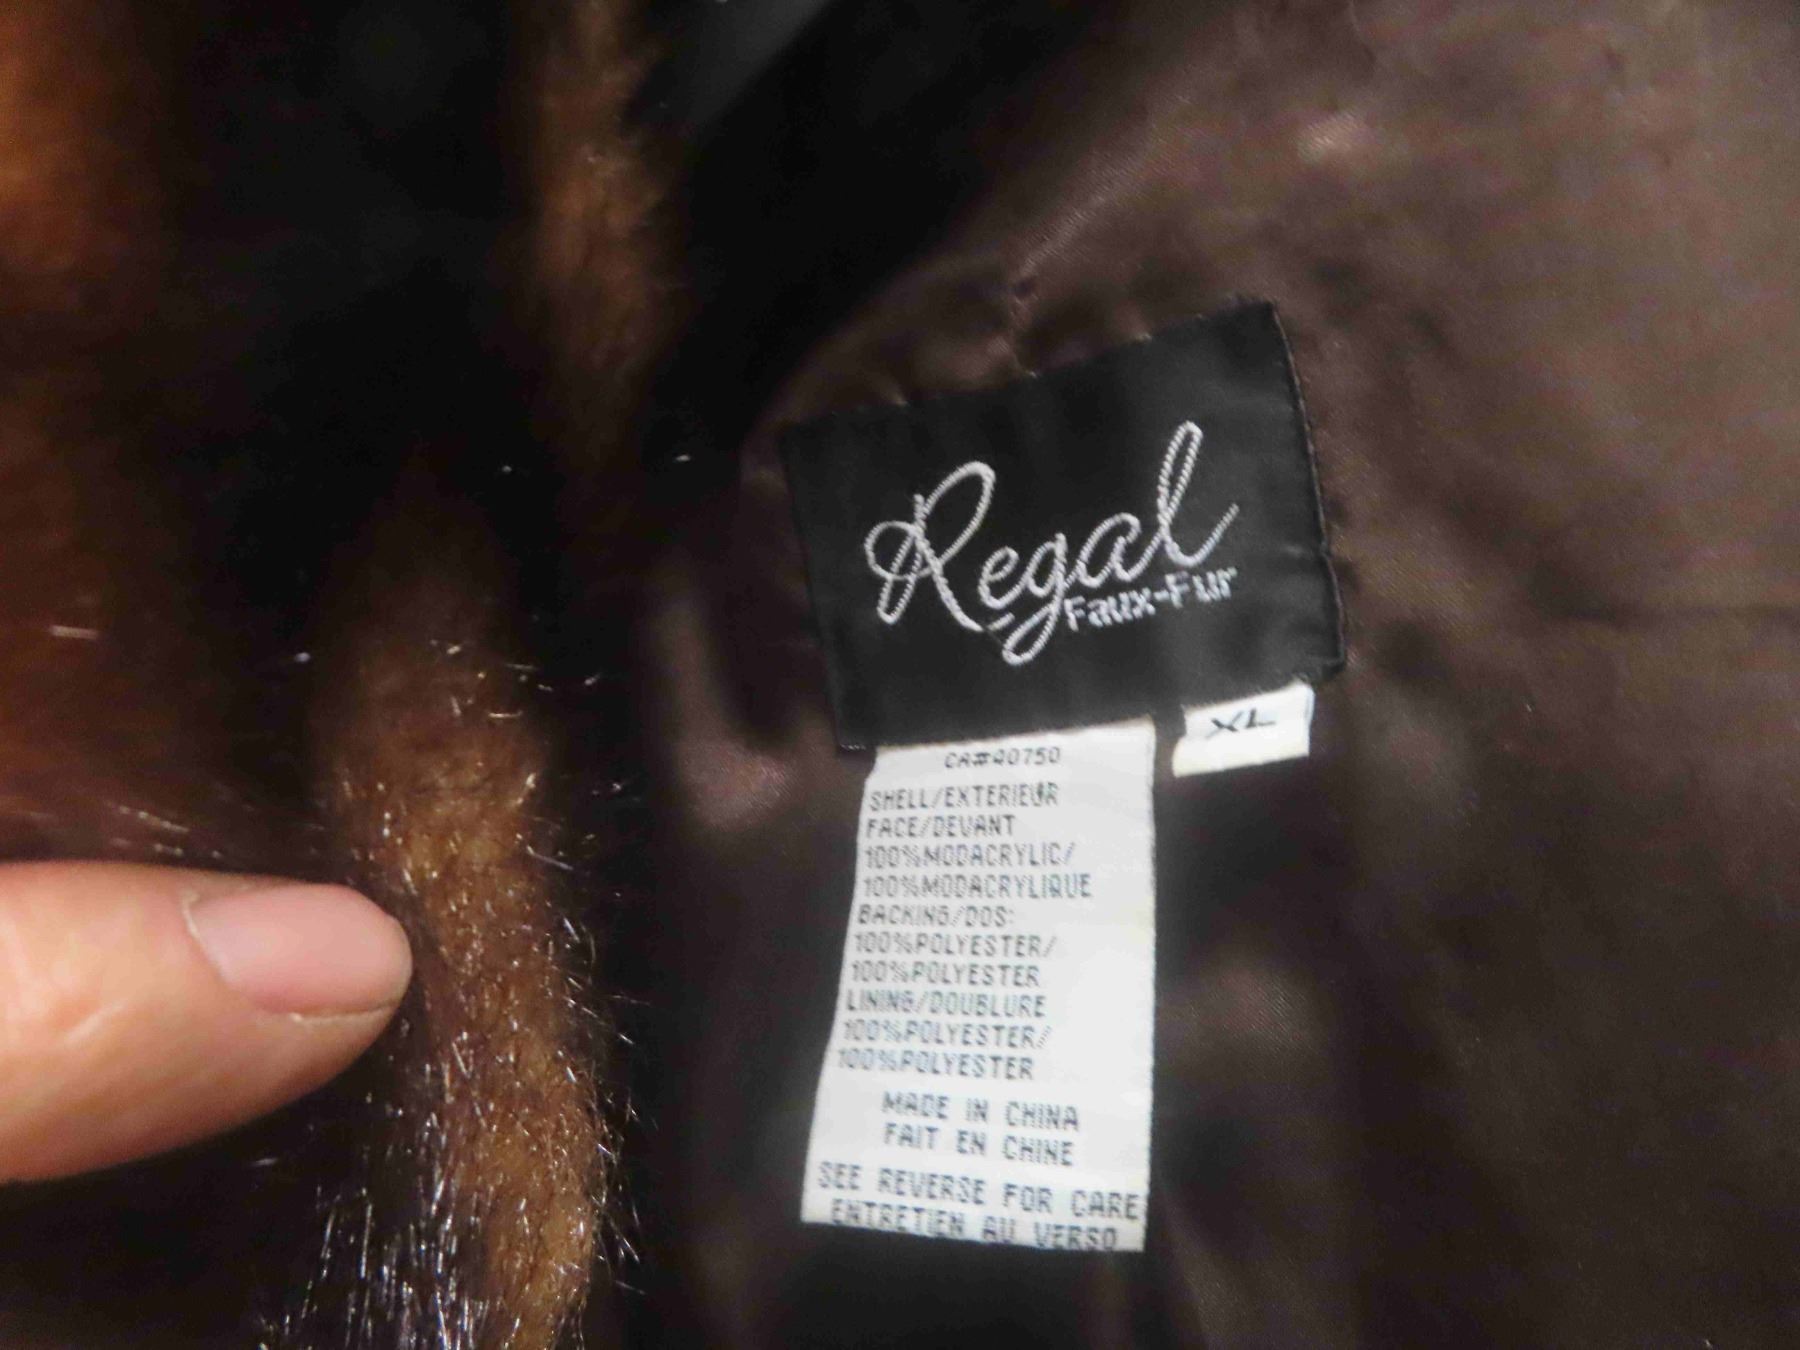 Regal
Faux-Fur
XL
CA#40750
SHELL/EXTERIEUR
FACE/DEVANT
100%MODACRYLIC/
100%MODACRYLIQUE
BACKING/DOS:
100%POLYESTER/
100%POLYESTER
LINING/DOUBLURE
100%POLYESTER/
100%POLYESTER
MADE IN CHINA
FAIT EN CHINE
SEE REVERSE FOR CARE
ENTRETIEN AU VERSO